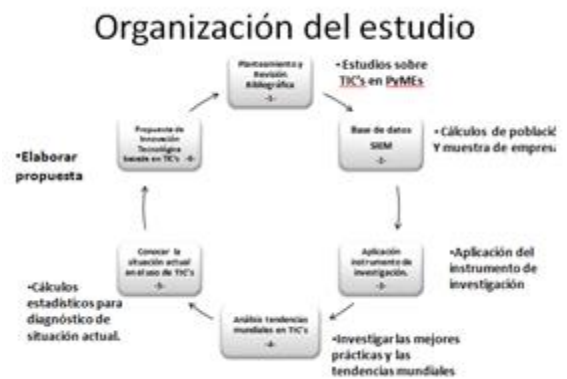 Organización del estudio
Planteamiento y
Revisión
Bibliográfica
-1-
•Estudios sobre
TIC's en PyMEs
Base de datos
SIEM
-2-
•Cálculos de població
Y muestra de empresa
Aplicación
instrumento de
investigación.
-3-
•Aplicación del
instrumento de
investigación
Análisis tendencias
mundiales en TIC's
-4-
•Investigar las mejores
prácticas y las
tendencias mundiales
Conocer la
situación actual
en el uso de TIC's
-5-
•Cálculos
estadísticos para
diagnóstico de
situación actual.
Propuesta de
Innovación
Tecnológica
basada en TIC's -6-
•Elaborar
propuesta